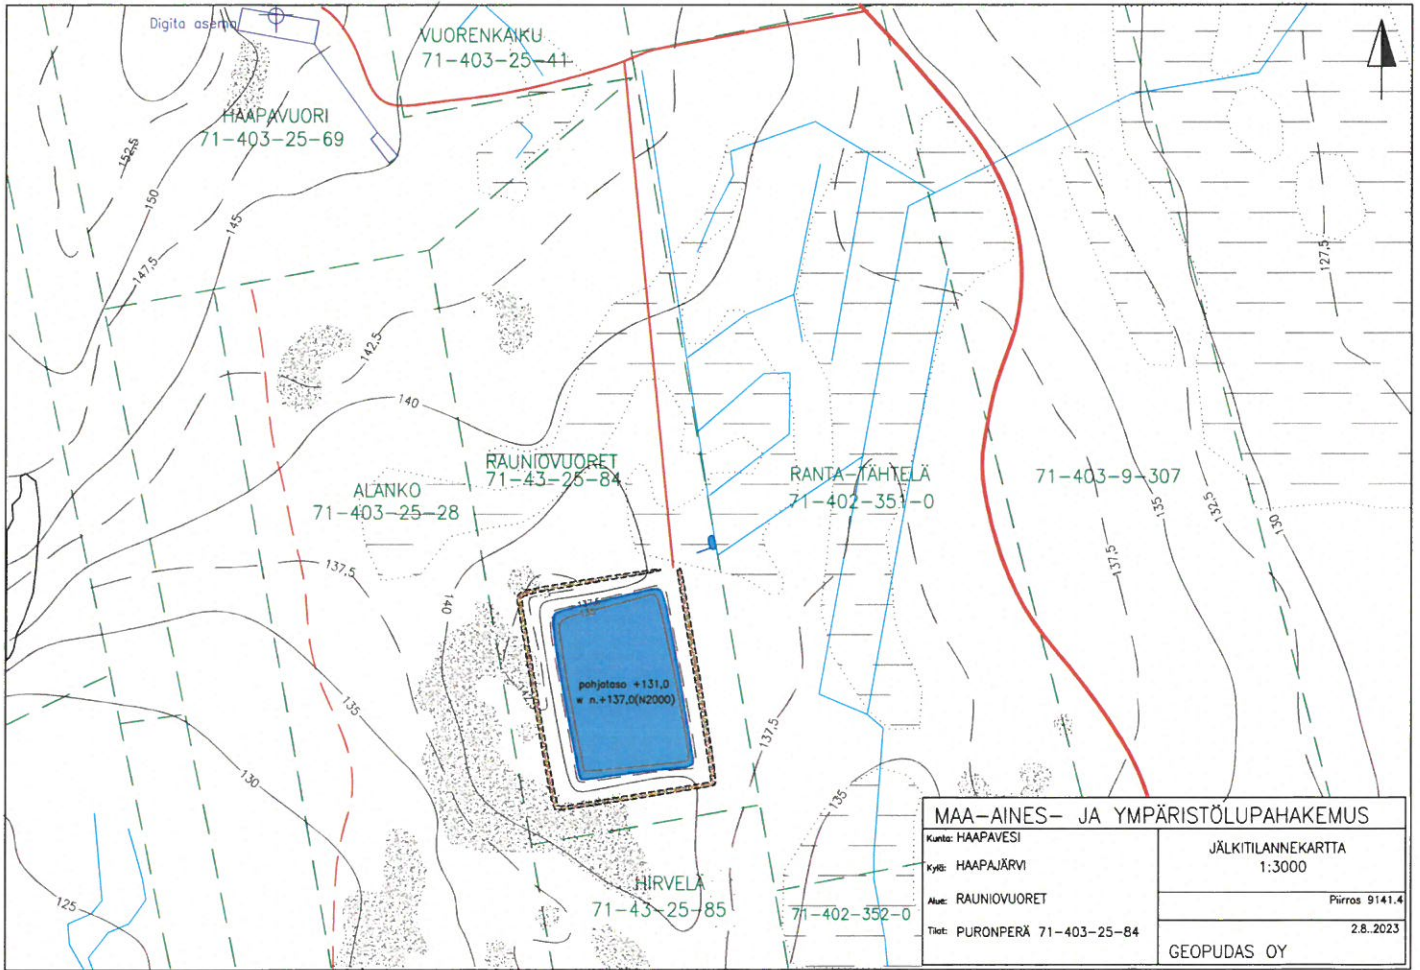 Digita asema
VUORENKAIKU
71-403-25-41
HAAPAVUORI
71-403-25-69
152,5
150
145
147,5
127,5
142,5
140
RAUNIOVUORET
71-43-25-84
ALANKO
71-403-25-28
RANTA-TÄHTELÄ
71-402-351-0
71-403-9-307
135
132,5
130
137,5
137,5
140
137,5
pohjataso +131,0
w n.+137,0(N2000)
142,5
135
137,5
130
135
125
HIRVELÄ
71-43-25-85
71-402-352-0
MAA-AINES- JA YMPÄRISTÖLUPAHAKEMUS
Kunta: HAAPAVESI
Kylä: HAAPAJÄRVI
Alue: RAUNIOVUORET
Tilat: PURONPERÄ 71-403-25-84
JÄLKITILANNEKARTTA
1:3000
Piirros 9141.4
2.8.2023
GEOPUDAS OY